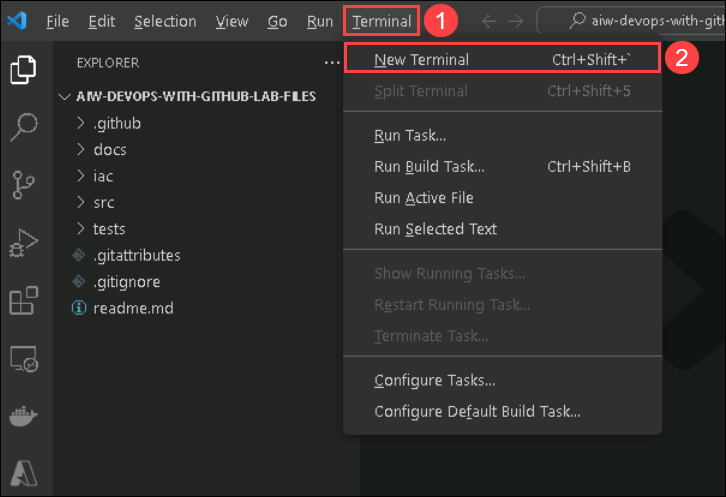 File Edit Selection View Go Run Terminal 1 aiw-devops-with-gith
EXPLORER ...
AIW-DEVOPS-WITH-GITHUB-LAB-FILES
.github
docs
iac
src
tests
.gitattributes
.gitignore
readme.md
New Terminal Ctrl+Shift+` 2
Split Terminal Ctrl+Shift+5
Run Task...
Run Build Task... Ctrl+Shift+B
Run Active File
Run Selected Text
Show Running Tasks...
Restart Running Task...
Terminate Task...
Configure Tasks...
Configure Default Build Task...